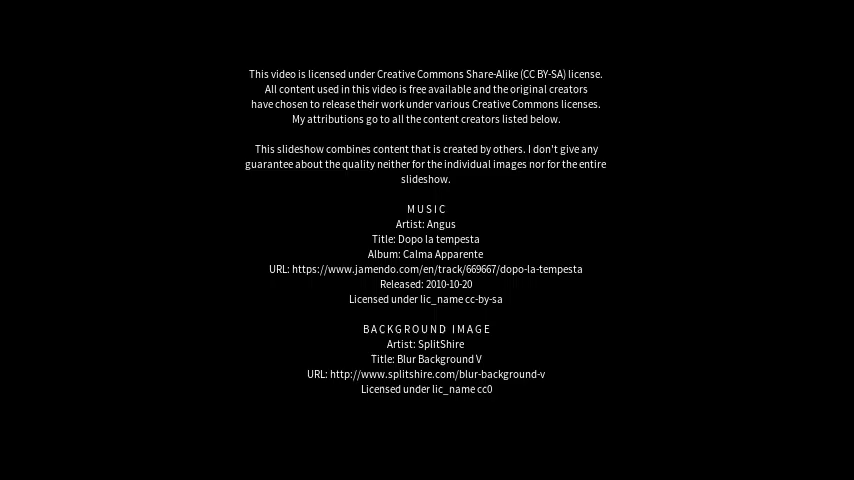 This video is licensed under Creative Commons Share-Alike (CC BY-SA) license.
All content used in this video is free available and the original creators
have chosen to release their work under various Creative Commons licenses.
My attributions go to all the content creators listed below.
This slideshow combines content that is created by others. I don't give any
guarantee about the quality neither for the individual images nor for the entire
slideshow.
MUSIC
Artist: Angus
Title: Dopo la tempesta
Album: Calma Apparente
URL: https://www.jamendo.com/en/track/669667/dopo-la-tempesta
Released: 2010-10-20
Licensed under lic_name cc-by-sa
BACKGROUND IMAGE
Artist: SplitShire
Title: Blur Background V
URL: http://www.splitshire.com/blur-background-v
Licensed under lic_name cc0